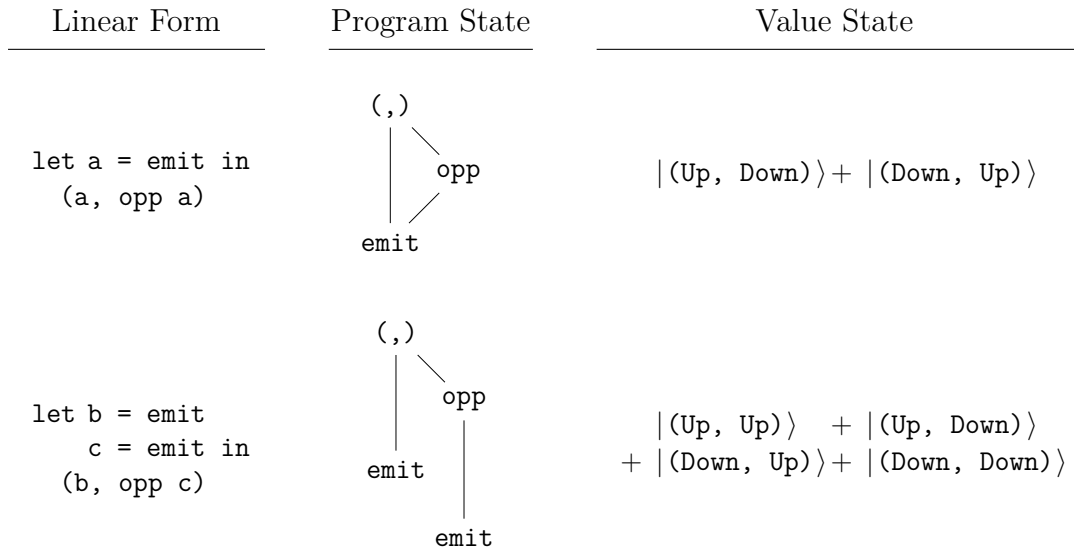 Linear Form Program State Value State
(,)
let a = emit in
(a, opp a)
opp
emit
|(Up, Down)⟩+ |(Down, Up)⟩
(,)
let b = emit
c = emit in
(b, opp c)
opp
emit
emit
|(Up, Up)⟩ + |(Up, Down)⟩
+ |(Down, Up)⟩+ |(Down, Down)⟩